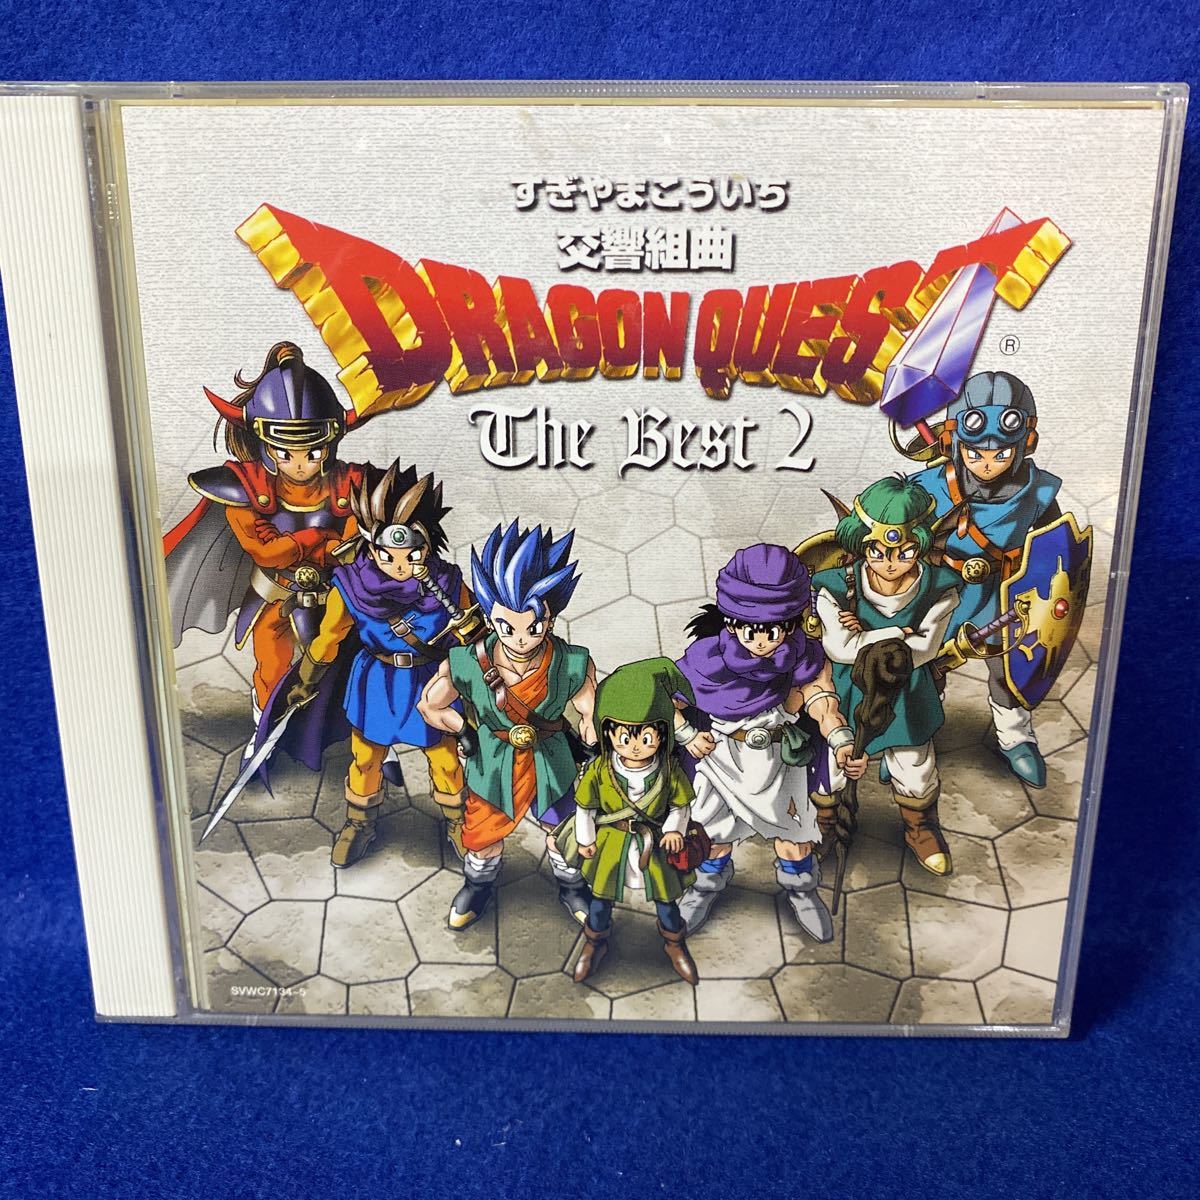 すぎやまこういち
交響組曲
DRAGON QUEST
®
The Best 2
SVWC7134-5